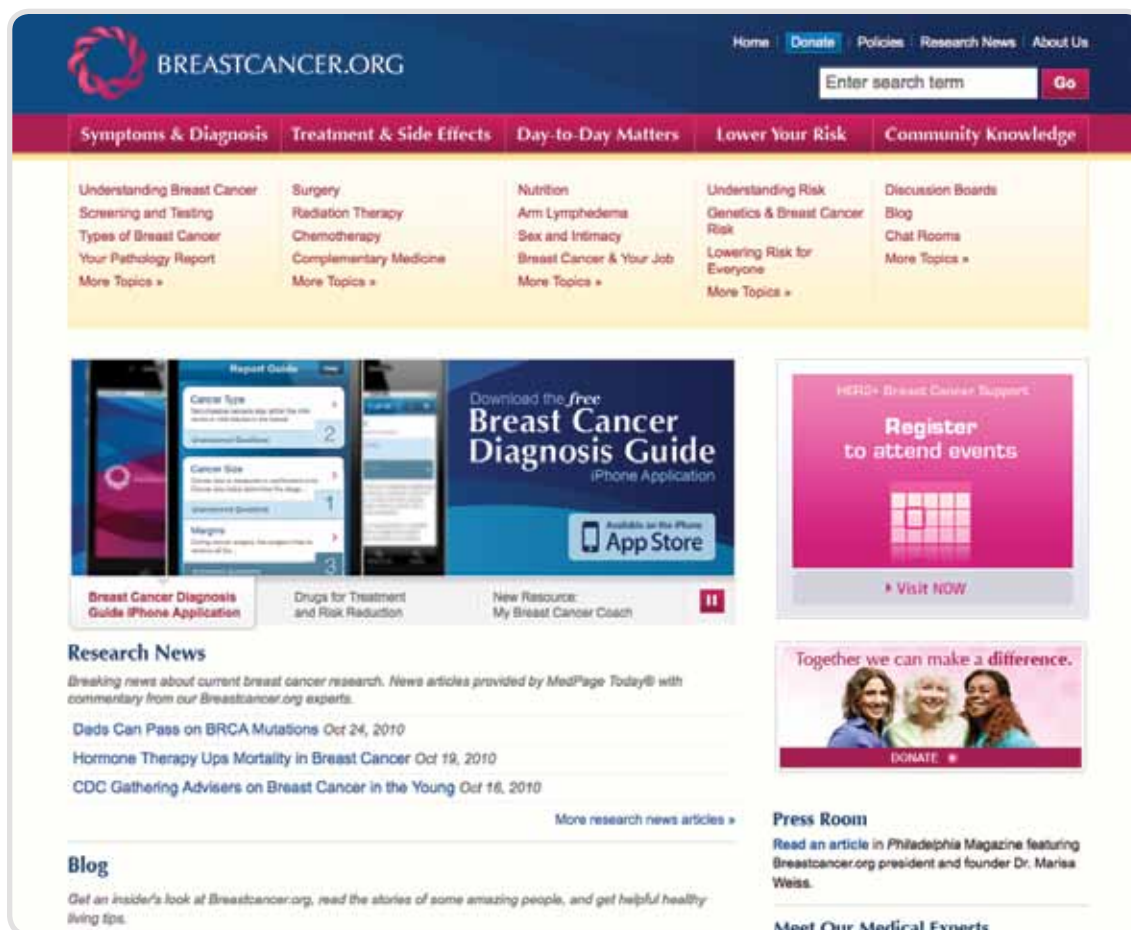 BREASTCANCER.ORG
Home Donate Policies Research News About Us
Enter search term Go
Symptoms & Diagnosis Treatment & Side Effects Day-to-Day Matters Lower Your Risk Community Knowledge
Understanding Breast Cancer
Screening and Testing
Types of Breast Cancer
Your Pathology Report
More Topics »
Surgery
Radiation Therapy
Chemotherapy
Complementary Medicine
More Topics »
Nutrition
Arm Lymphedema
Sex and Intimacy
Breast Cancer & Your Job
More Topics »
Understanding Risk
Genetics & Breast Cancer
Risk
Lowering Risk for
Everyone
More Topics »
Discussion Boards
Blog
Chat Rooms
More Topics »
Report Guide
Cancer Type
2
Cancer Size
1
Margins
3
Download the free
Breast Cancer
Diagnosis Guide
iPhone Application
Available on the iPhone
App Store
Breast Cancer Diagnosis
Guide iPhone Application
Drugs for Treatment
and Risk Reduction
New Resource:
My Breast Cancer Coach
HER2+ Breast Cancer Support
Register
to attend events
Visit NOW
Together we can make a difference.
DONATE
Research News
Breaking news about current breast cancer research. News articles provided by MedPage Today® with
commentary from our Breastcancer.org experts.
Dads Can Pass on BRCA Mutations Oct 24, 2010
Hormone Therapy Ups Mortality in Breast Cancer Oct 19, 2010
CDC Gathering Advisers on Breast Cancer in the Young Oct 16, 2010
More research news articles »
Blog
Get an insider's look at Breastcancer.org, read the stories of some amazing people, and get helpful healthy
living tips.
Press Room
Read an article in Philadelphia Magazine featuring
Breastcancer.org president and founder Dr. Marisa
Weiss.
Meet Our Medical Experts